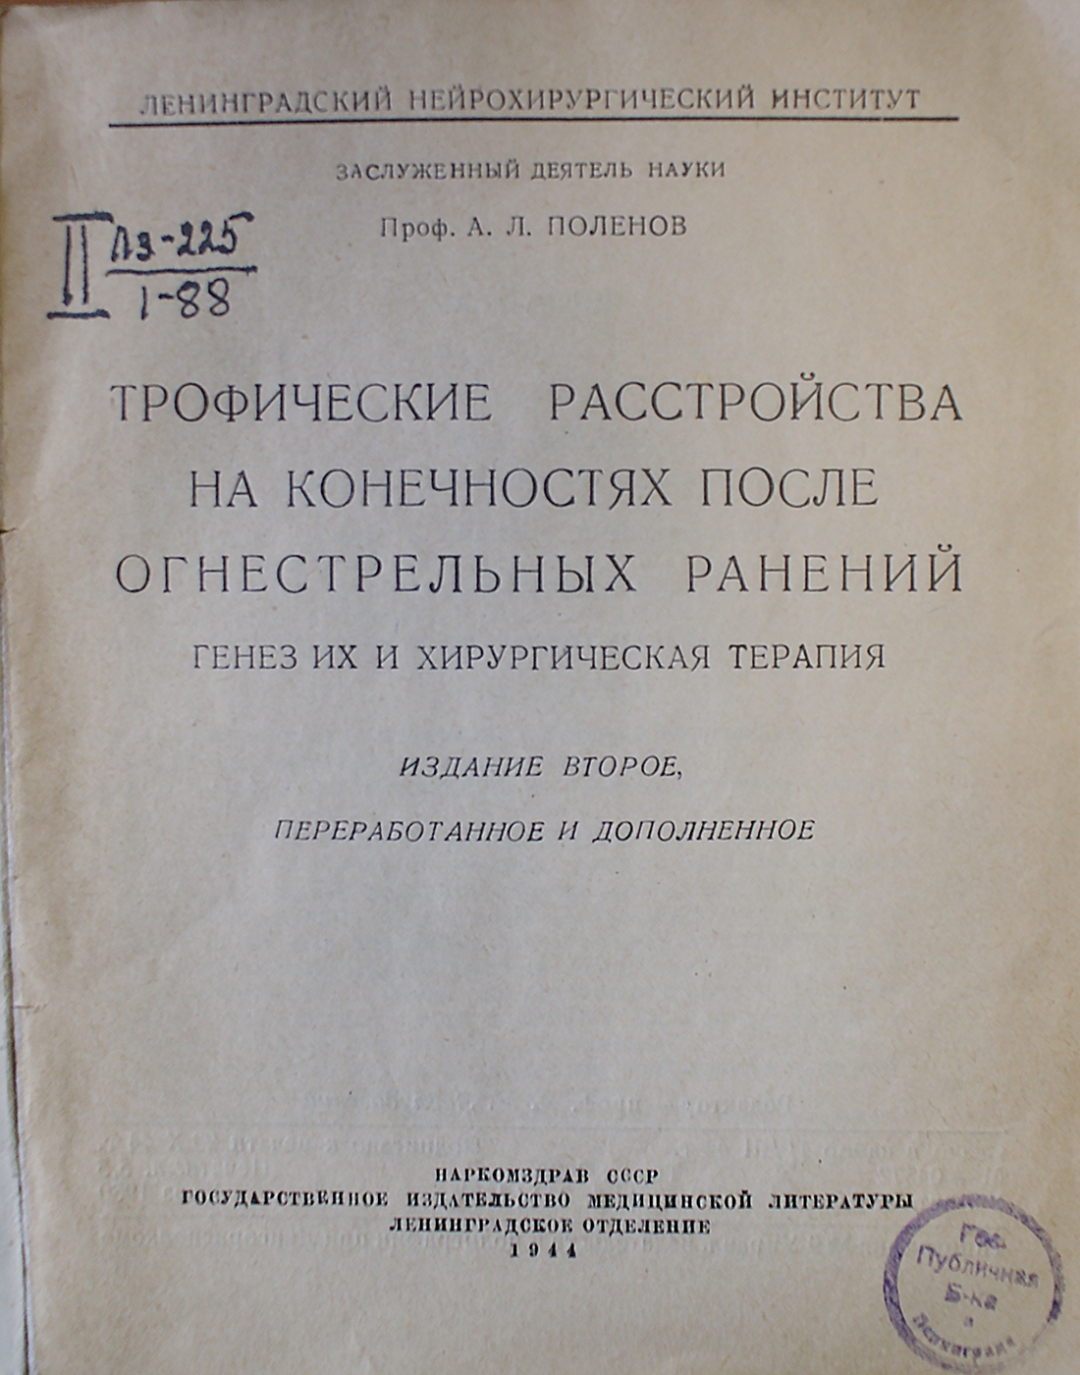 ЛЕНИНГРАДСКИЙ НЕЙРОХИРУРГИЧЕСКИЙ ИНСТИТУТ
ЗАСЛУЖЕННЫЙ ДЕЯТЕЛЬ НАУКИ
Проф. А. Л. ПОЛЕНОВ
II Лз-225
1-88
ТРОФИЧЕСКИЕ РАССТРОЙСТВА
НА КОНЕЧНОСТЯХ ПОСЛЕ
ОГНЕСТРЕЛЬНЫХ РАНЕНИЙ
ГЕНЕЗ ИХ И ХИРУРГИЧЕСКАЯ ТЕРАПИЯ
ИЗДАНИЕ ВТОРОЕ,
ПЕРЕРАБОТАННОЕ И ДОПОЛНЕННОЕ
НАРКОМЗДРАВ СССР
ГОСУДАРСТВЕННОЕ ИЗДАТЕЛЬСТВО МЕДИЦИНСКОЙ ЛИТЕРАТУРЫ
ЛЕНИНГРАДСКОЕ ОТДЕЛЕНИЕ
1944
Гос.
Публичная
Б-ка
в
Ленинграде